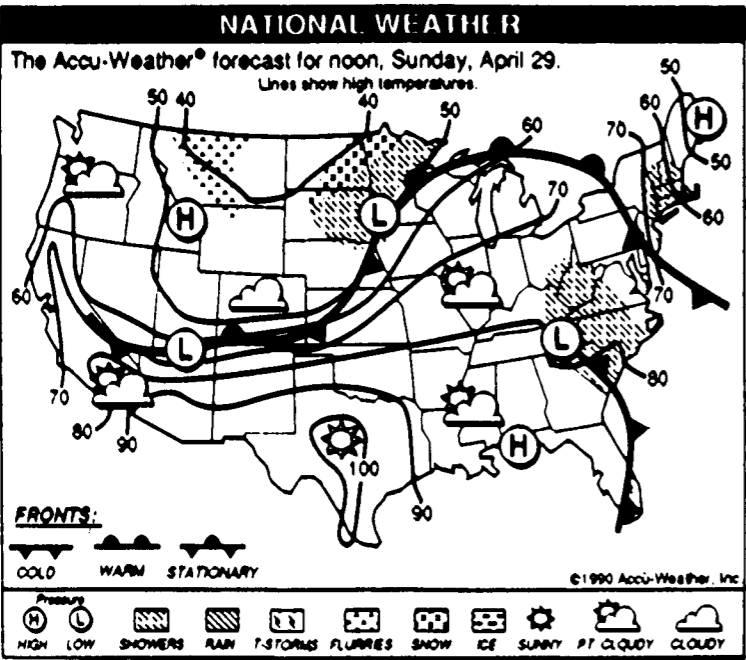 NATIONAL WEATHER
The Accu-Weather® forecast for noon, Sunday, April 29.
Lines show high temperatures.
50 40
40
50
60
70
70
60
50
H
50
60
H
L
70
60
L
L
80
70
80
90
H
100
90
FRONTS:
COLD WARM STATIONARY
©1990 Accu-Weather, Inc.
Pressure
H L
HIGH LOW SHOWERS RAIN T-STORMS FLURRIES SNOW ICE SUNNY PT CLOUDY CLOUDY